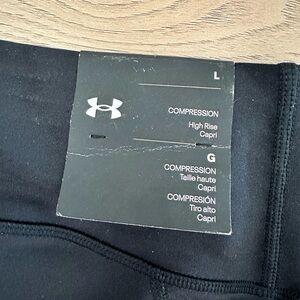 L
COMPRESSION
High Rise
Capri
G
COMPRESSION
Taille haute
Capri
COMPRESIÓN
Tiro alto
Capri